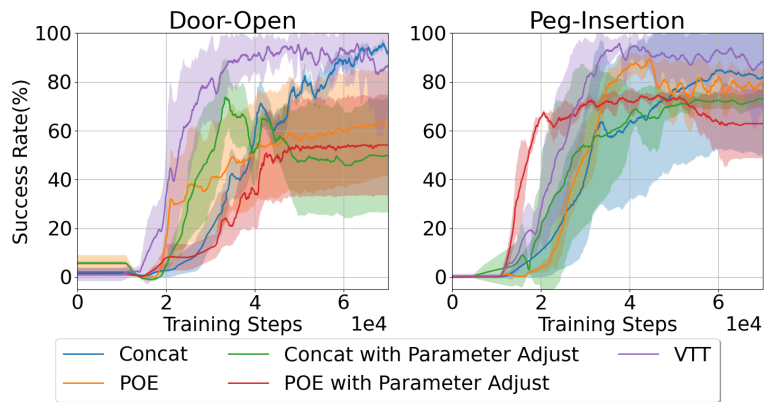 Door-Open
Peg-Insertion
Success Rate(%)
100
80
60
40
20
0
0
2
4
6
Training Steps
1e4
100
80
60
40
20
0
0
2
4
6
Training Steps
1e4
Concat
Concat with Parameter Adjust
VTT
POE
POE with Parameter Adjust